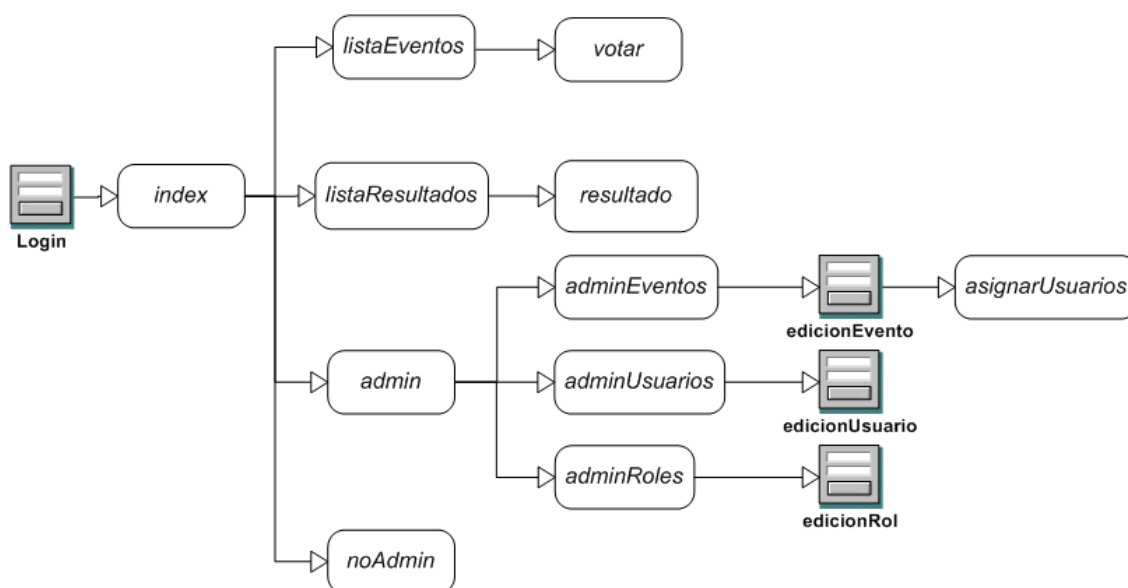 listaEventos
votar
Login
index
listaResultados
resultado
adminEventos
edicionEvento
asignarUsuarios
admin
adminUsuarios
edicionUsuario
adminRoles
edicionRol
noAdmin